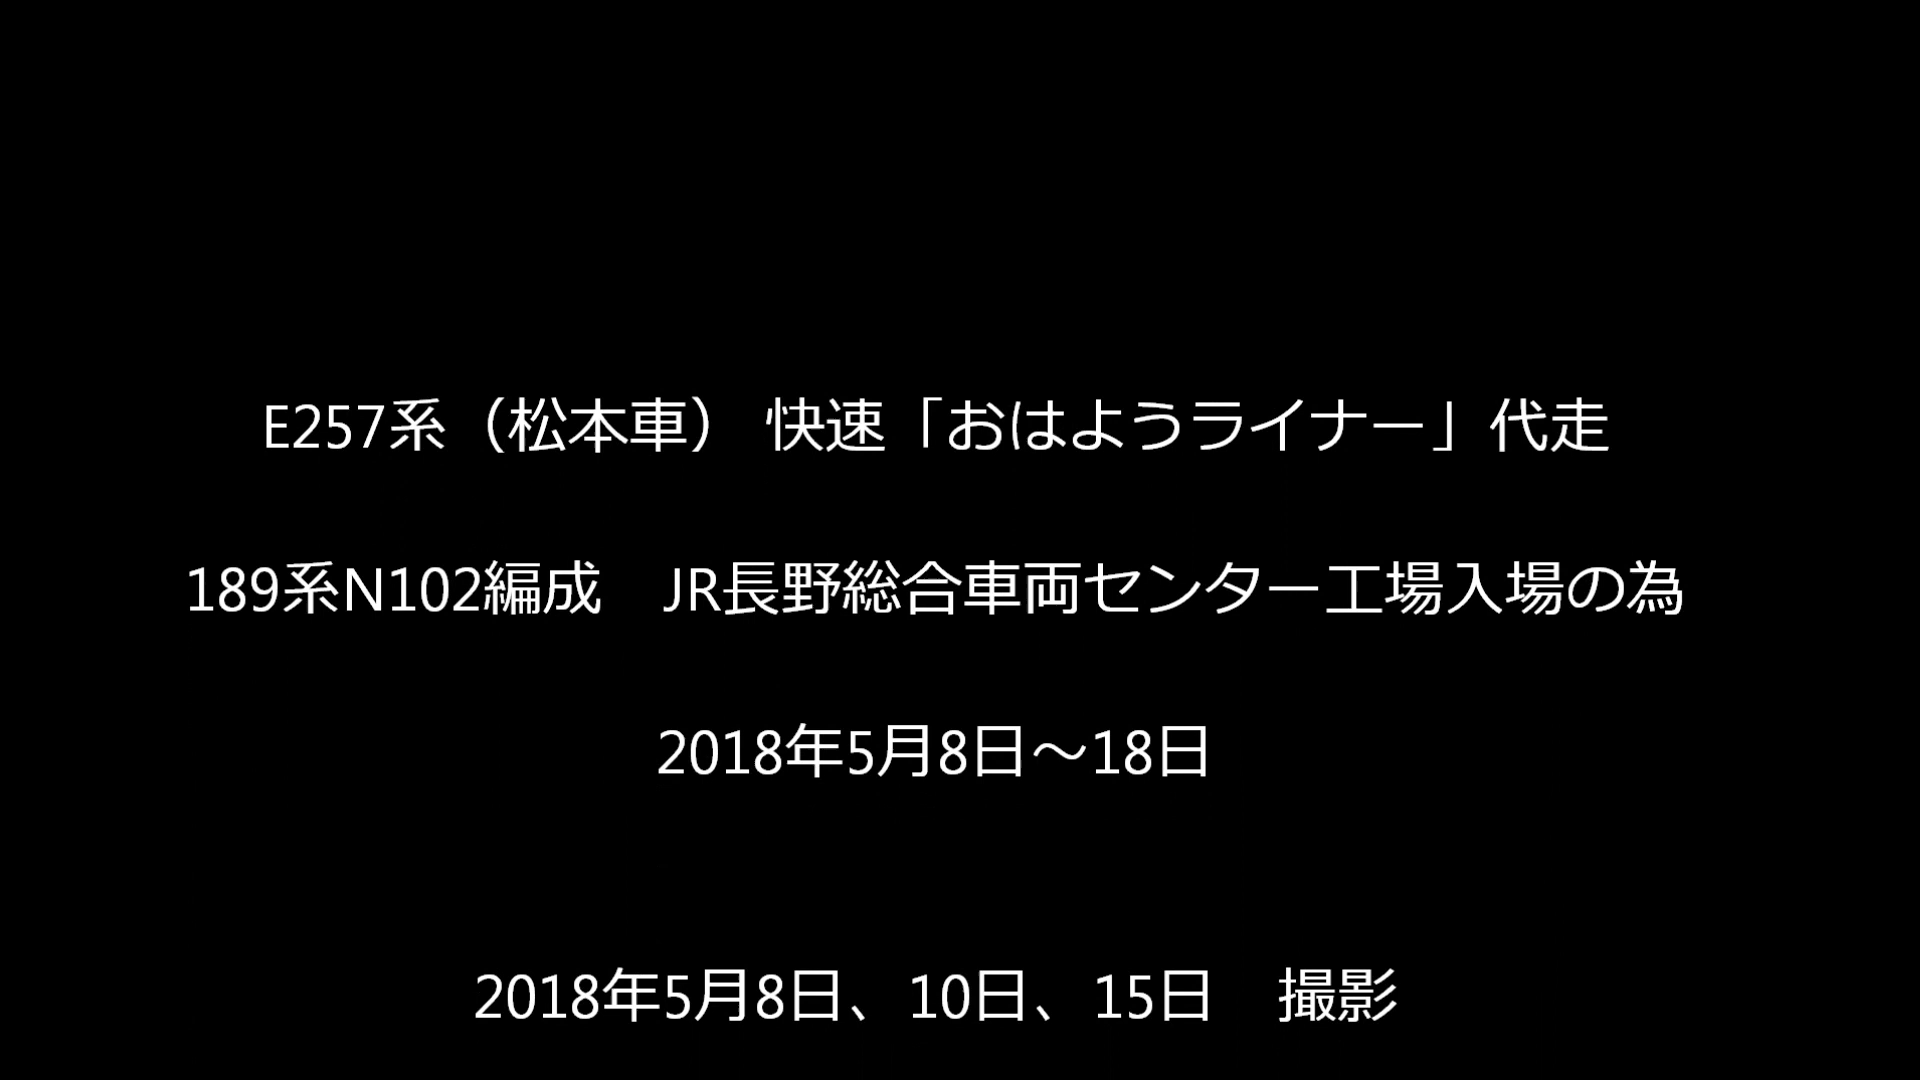 E257系（松本車） 快速「おはようライナー」代走
189系N102編成　JR長野総合車両センター工場入場の為
2018年5月8日～18日
2018年5月8日、10日、15日　撮影